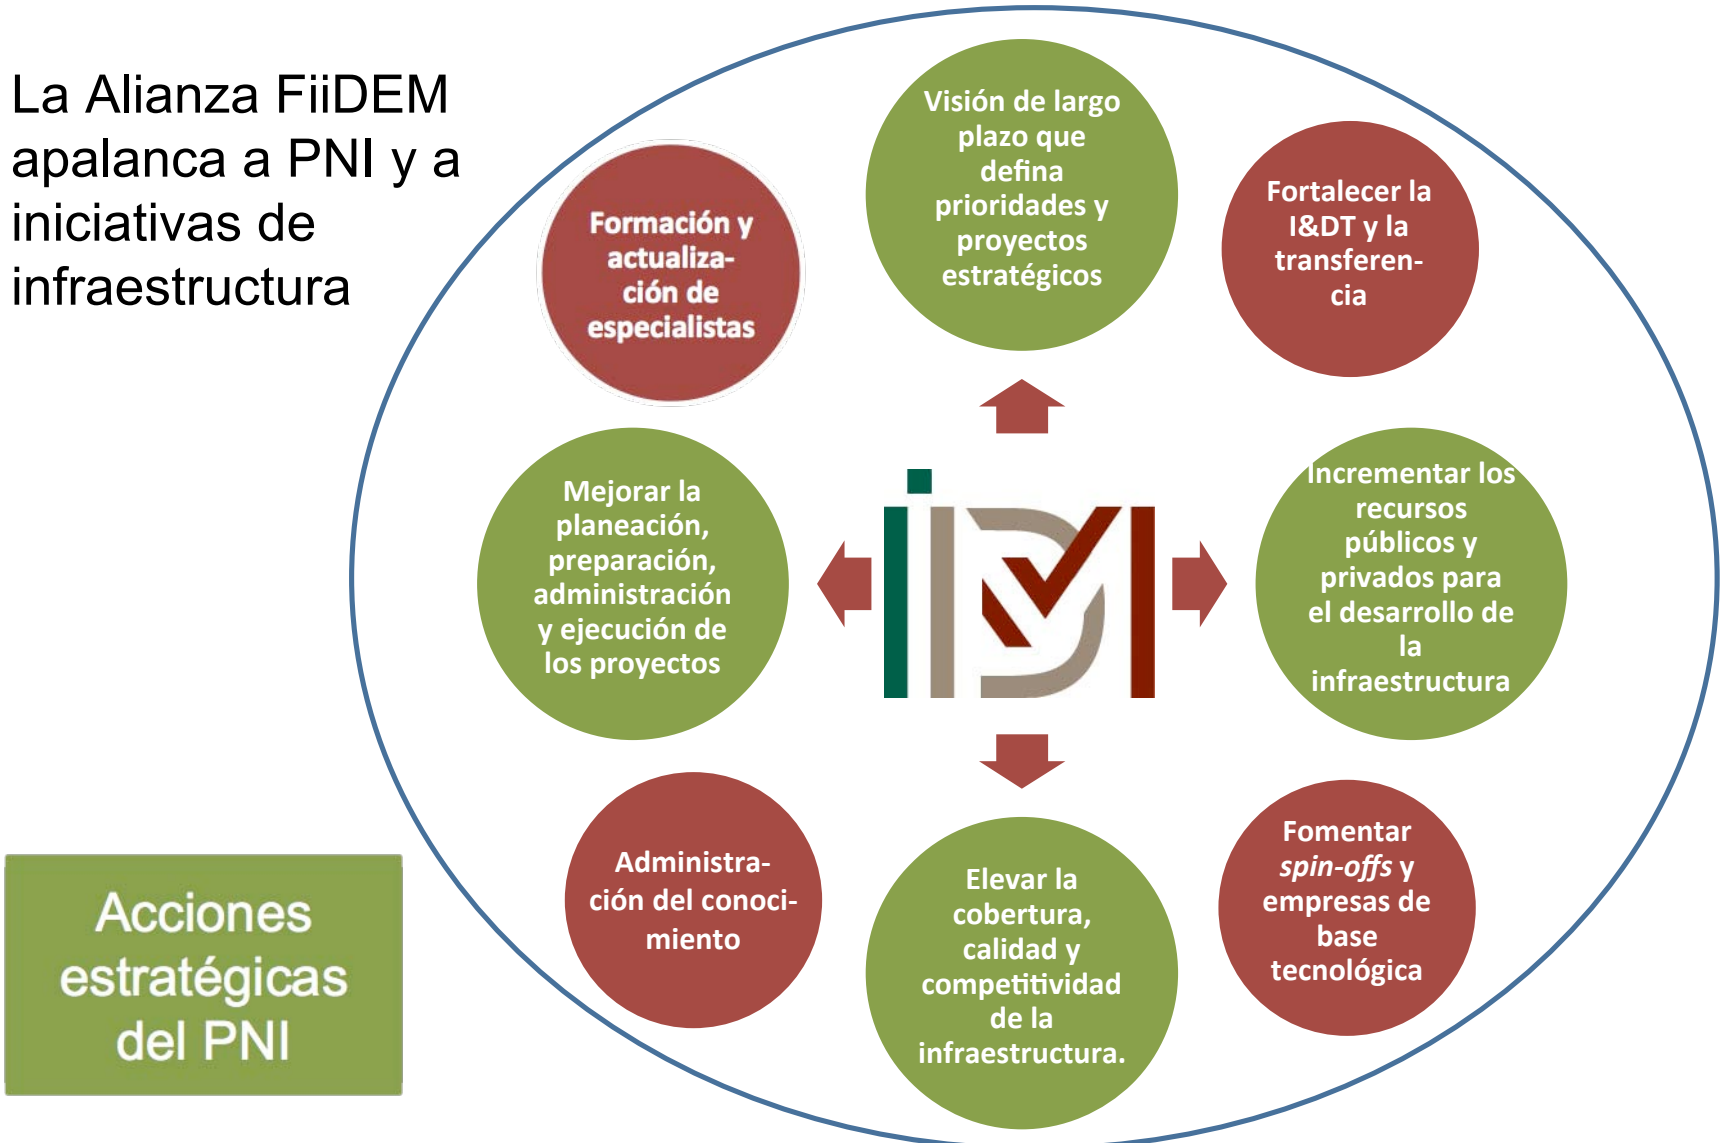 La Alianza FiiDEM
apalanca a PNI y a
iniciativas de
infraestructura
Visión de largo
plazo que
defina
prioridades y
proyectos
estratégicos
Formación y
actualiza-
ción de
especialistas
Fortalecer la
I&DT y la
transferen-
cia
Mejorar la
planeación,
preparación,
administración
y ejecución de
los proyectos
Incrementar los
recursos
públicos y
privados para
el desarrollo de
la
infraestructura
Administra-
ción del conoci-
miento
Elevar la
cobertura,
calidad y
competitividad
de la
infraestructura.
Fomentar
spin-offs y
empresas de
base
tecnológica
Acciones
estratégicas
del PNI